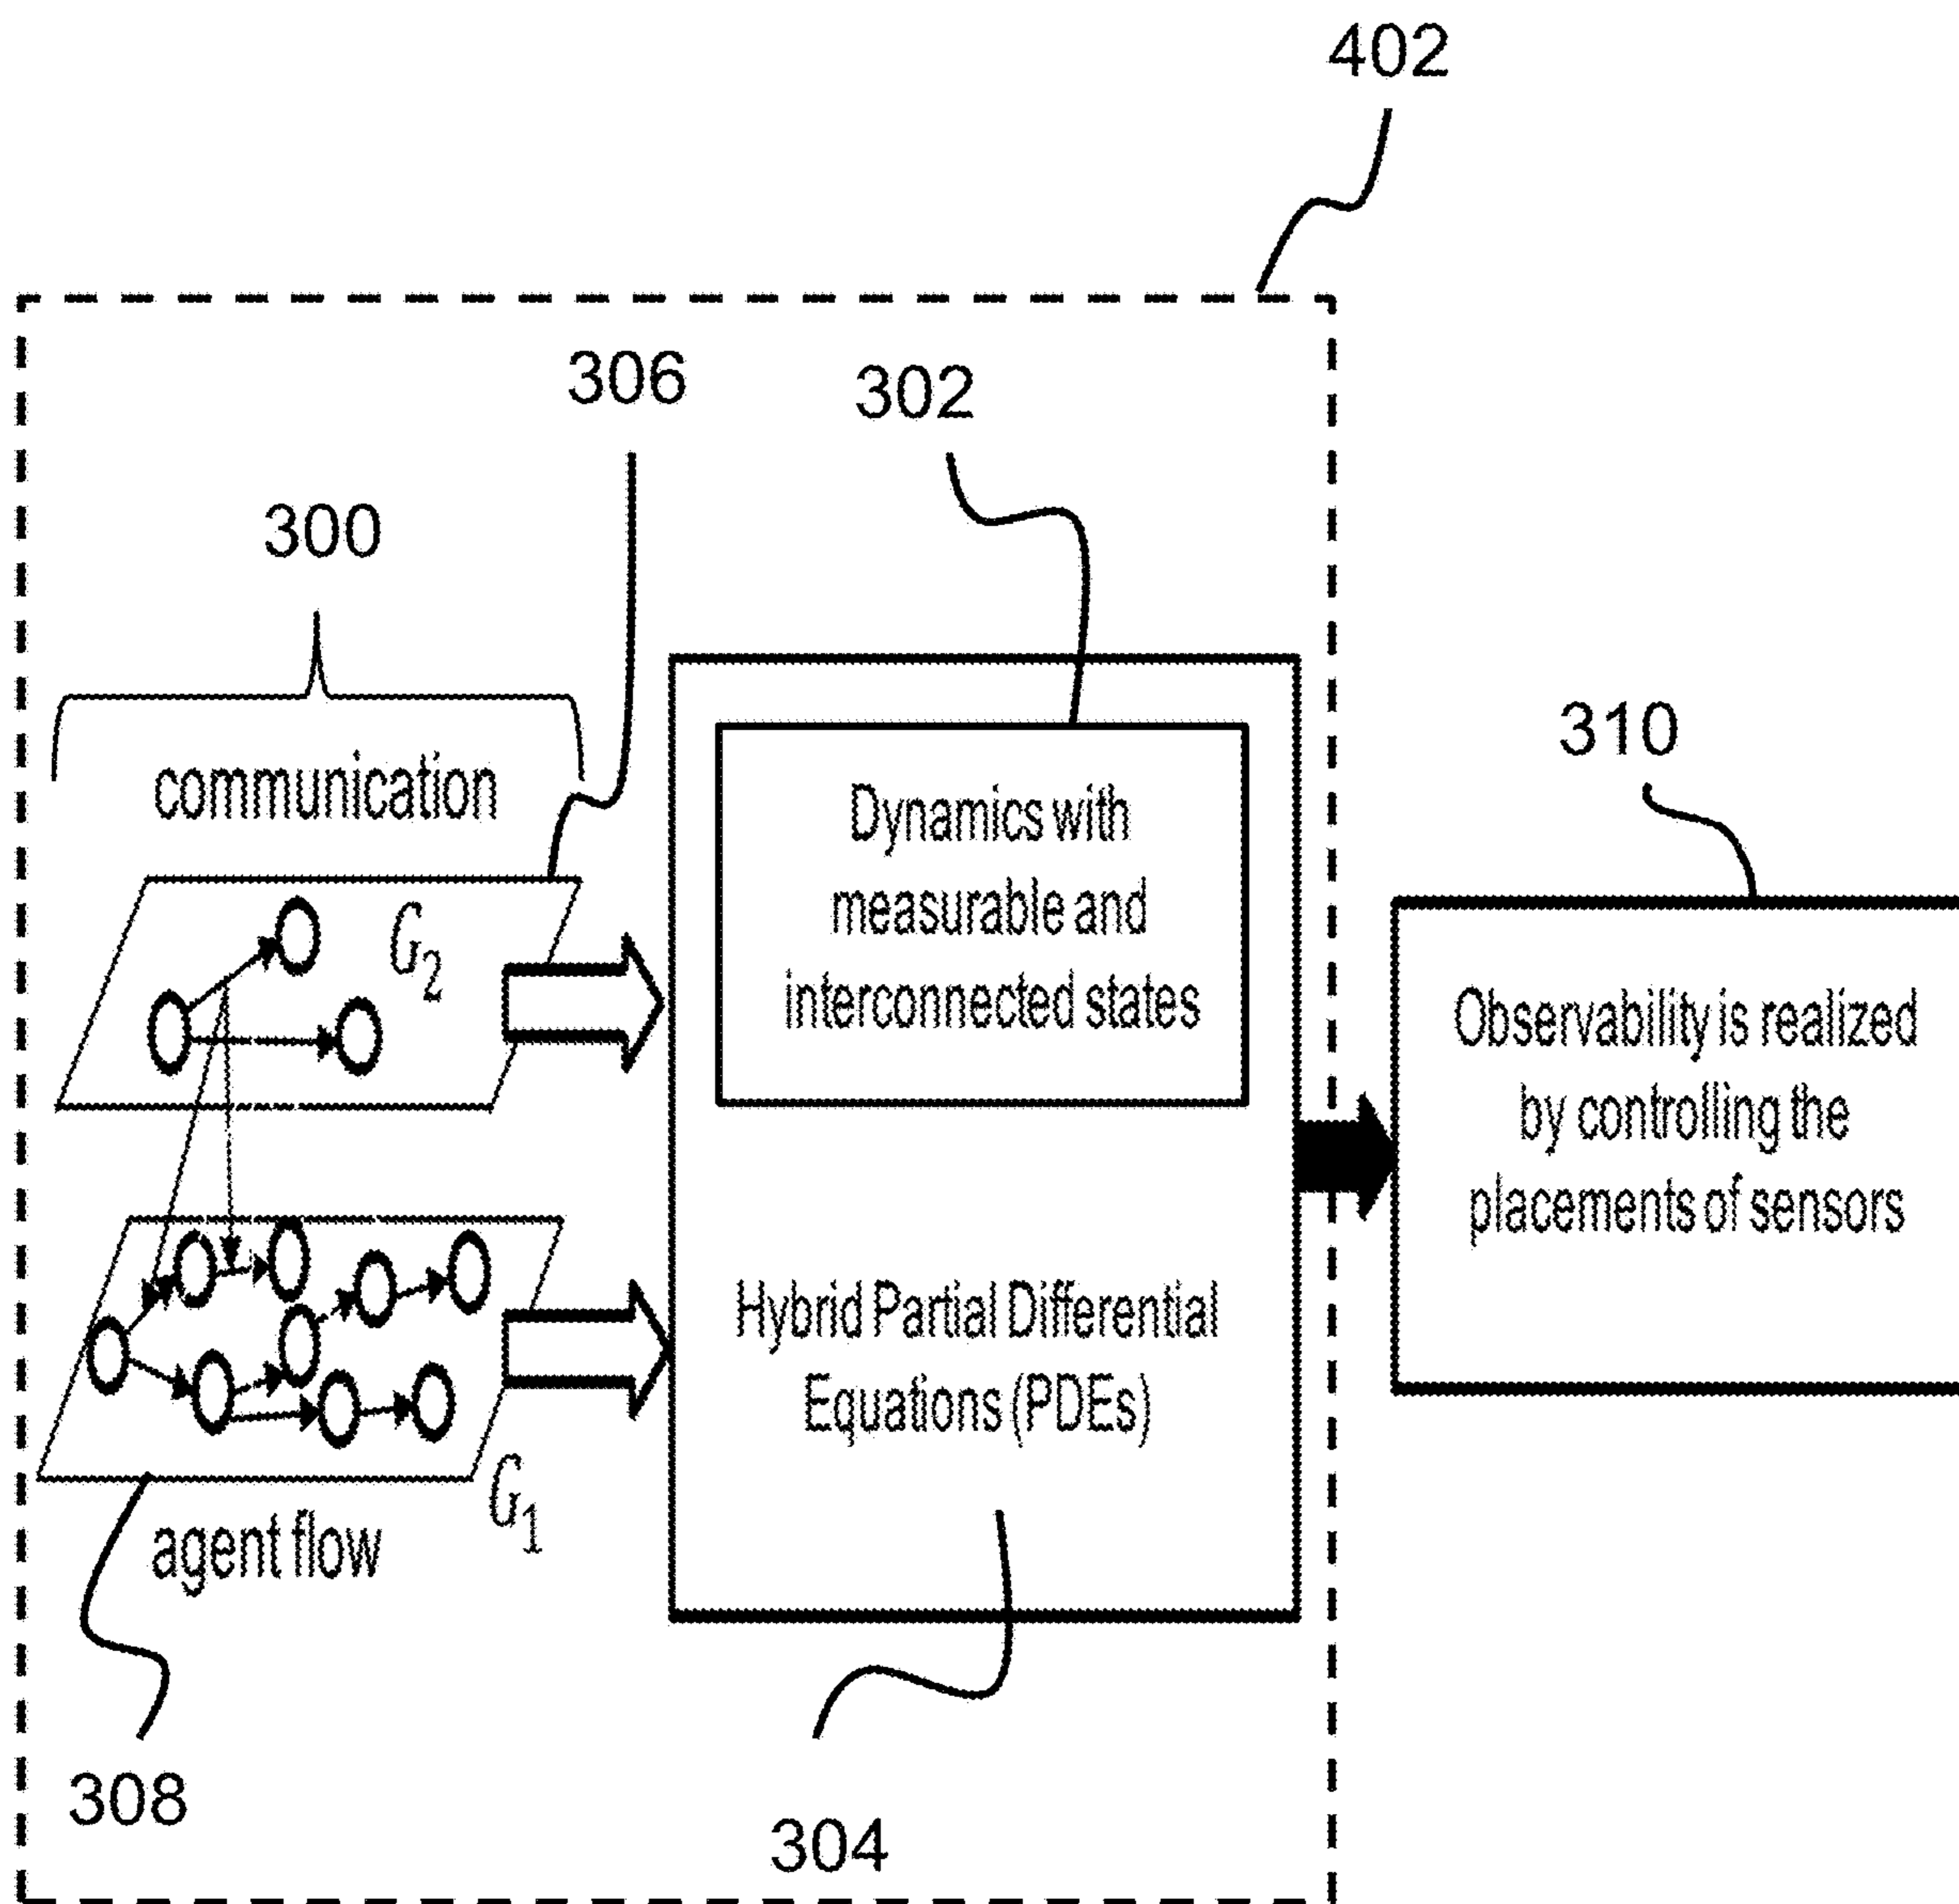 402
306
302
300
310
communication
Dynamics with
measurable and
interconnected states
G2
Observability is realized
by controlling the
placements of sensors
Hybrid Partial Differential
Equations (PDEs)
G1
agent flow
308
304